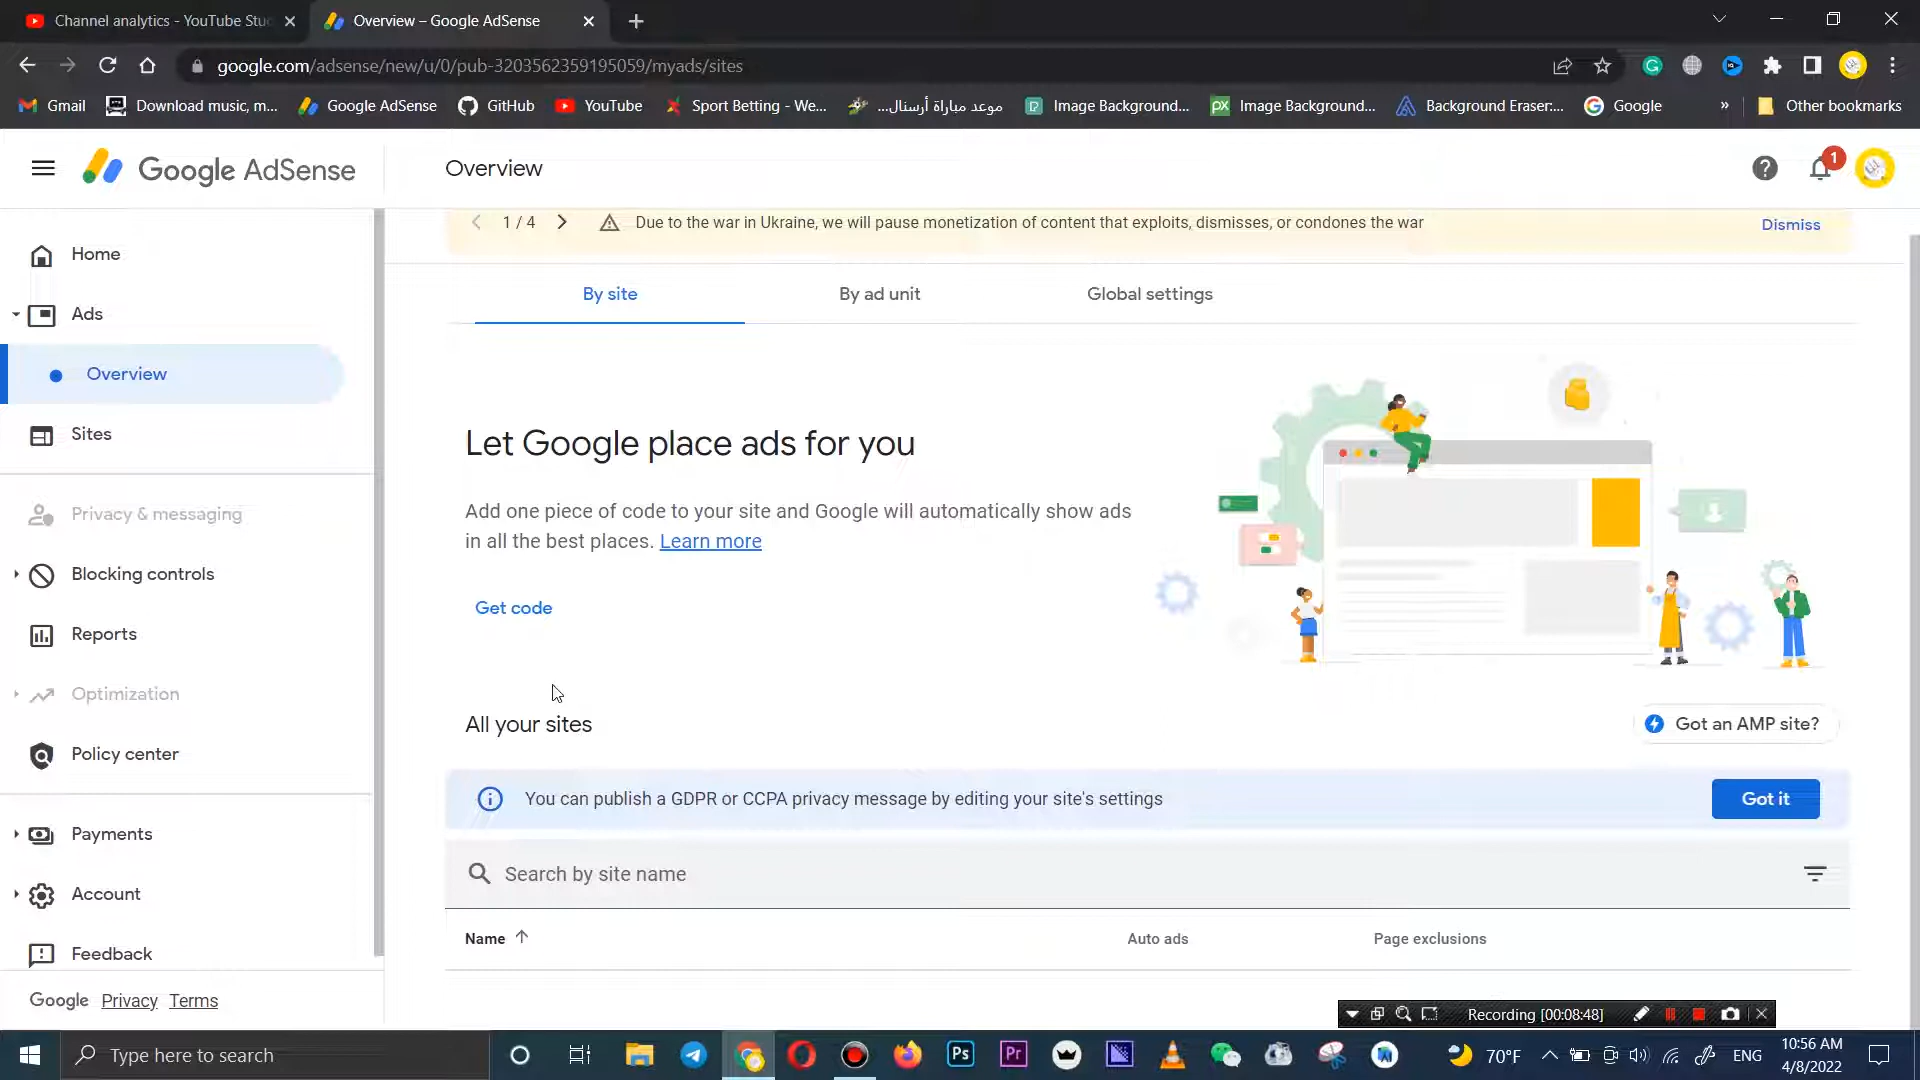 Channel analytics - YouTube Stu
Overview – Google AdSense
google.com/adsense/new/u/0/pub-3203562359195059/myads/sites
Gmail
Download music, m...
Google AdSense
GitHub
YouTube
Sport Betting - We...
موعد مباراة أرسنال...
Image Background...
Image Background...
Background Eraser:...
Google
»
Other bookmarks
Google AdSense
Overview
1
1 / 4
Due to the war in Ukraine, we will pause monetization of content that exploits, dismisses, or condones the war
Dismiss
Home
Ads
Overview
Sites
Privacy & messaging
Blocking controls
Reports
Optimization
Policy center
Payments
Account
Feedback
Google Privacy Terms
By site
By ad unit
Global settings
Let Google place ads for you
Add one piece of code to your site and Google will automatically show ads
in all the best places. Learn more
Get code
All your sites
Got an AMP site?
You can publish a GDPR or CCPA privacy message by editing your site's settings
Got it
Search by site name
Name
Auto ads
Page exclusions
Recording [00:08:48]
Type here to search
Ps
Pr
70°F
ENG
10:56 AM
4/8/2022